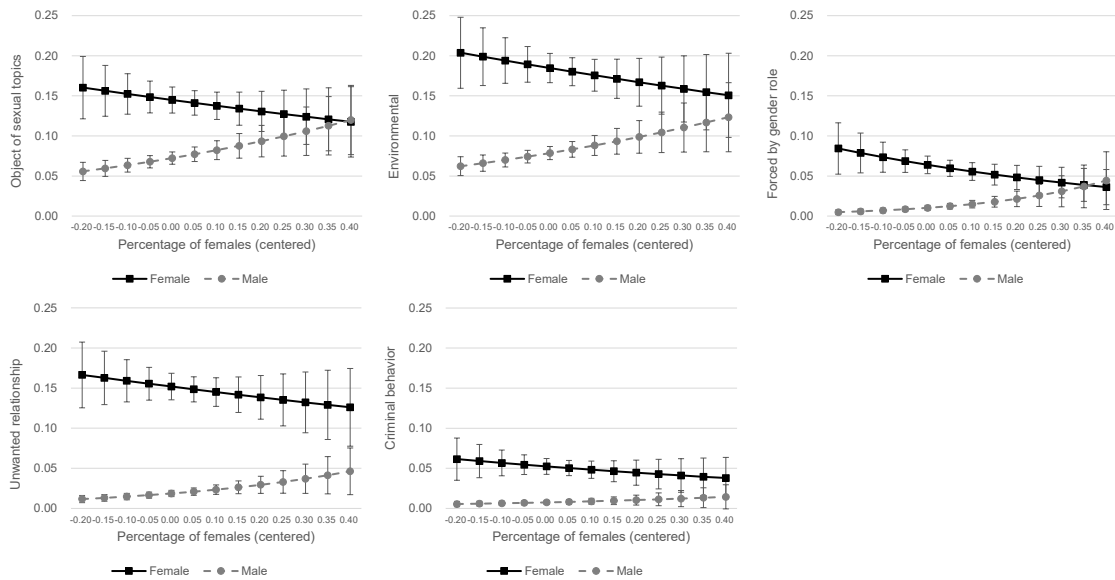 0.25
0.20
0.15
0.10
0.05
0.00
Object of sexual topics
-0.20 -0.15 -0.10 -0.05 0.00 0.05 0.10 0.15 0.20 0.25 0.30 0.35 0.40
Percentage of females (centered)
Female Male
0.25
0.20
0.15
0.10
0.05
0.00
Environmental
-0.20 -0.15 -0.10 -0.05 0.00 0.05 0.10 0.15 0.20 0.25 0.30 0.35 0.40
Percentage of females (centered)
Female Male
0.25
0.20
0.15
0.10
0.05
0.00
Forced by gender role
-0.20 -0.15 -0.10 -0.05 0.00 0.05 0.10 0.15 0.20 0.25 0.30 0.35 0.40
Percentage of females (centered)
Female Male
0.25
0.20
0.15
0.10
0.05
0.00
Unwanted relationship
-0.20 -0.15 -0.10 -0.05 0.00 0.05 0.10 0.15 0.20 0.25 0.30 0.35 0.40
Percentage of females (centered)
Female Male
0.25
0.20
0.15
0.10
0.05
0.00
Criminal behavior
-0.20 -0.15 -0.10 -0.05 0.00 0.05 0.10 0.15 0.20 0.25 0.30 0.35 0.40
Percentage of females (centered)
Female Male